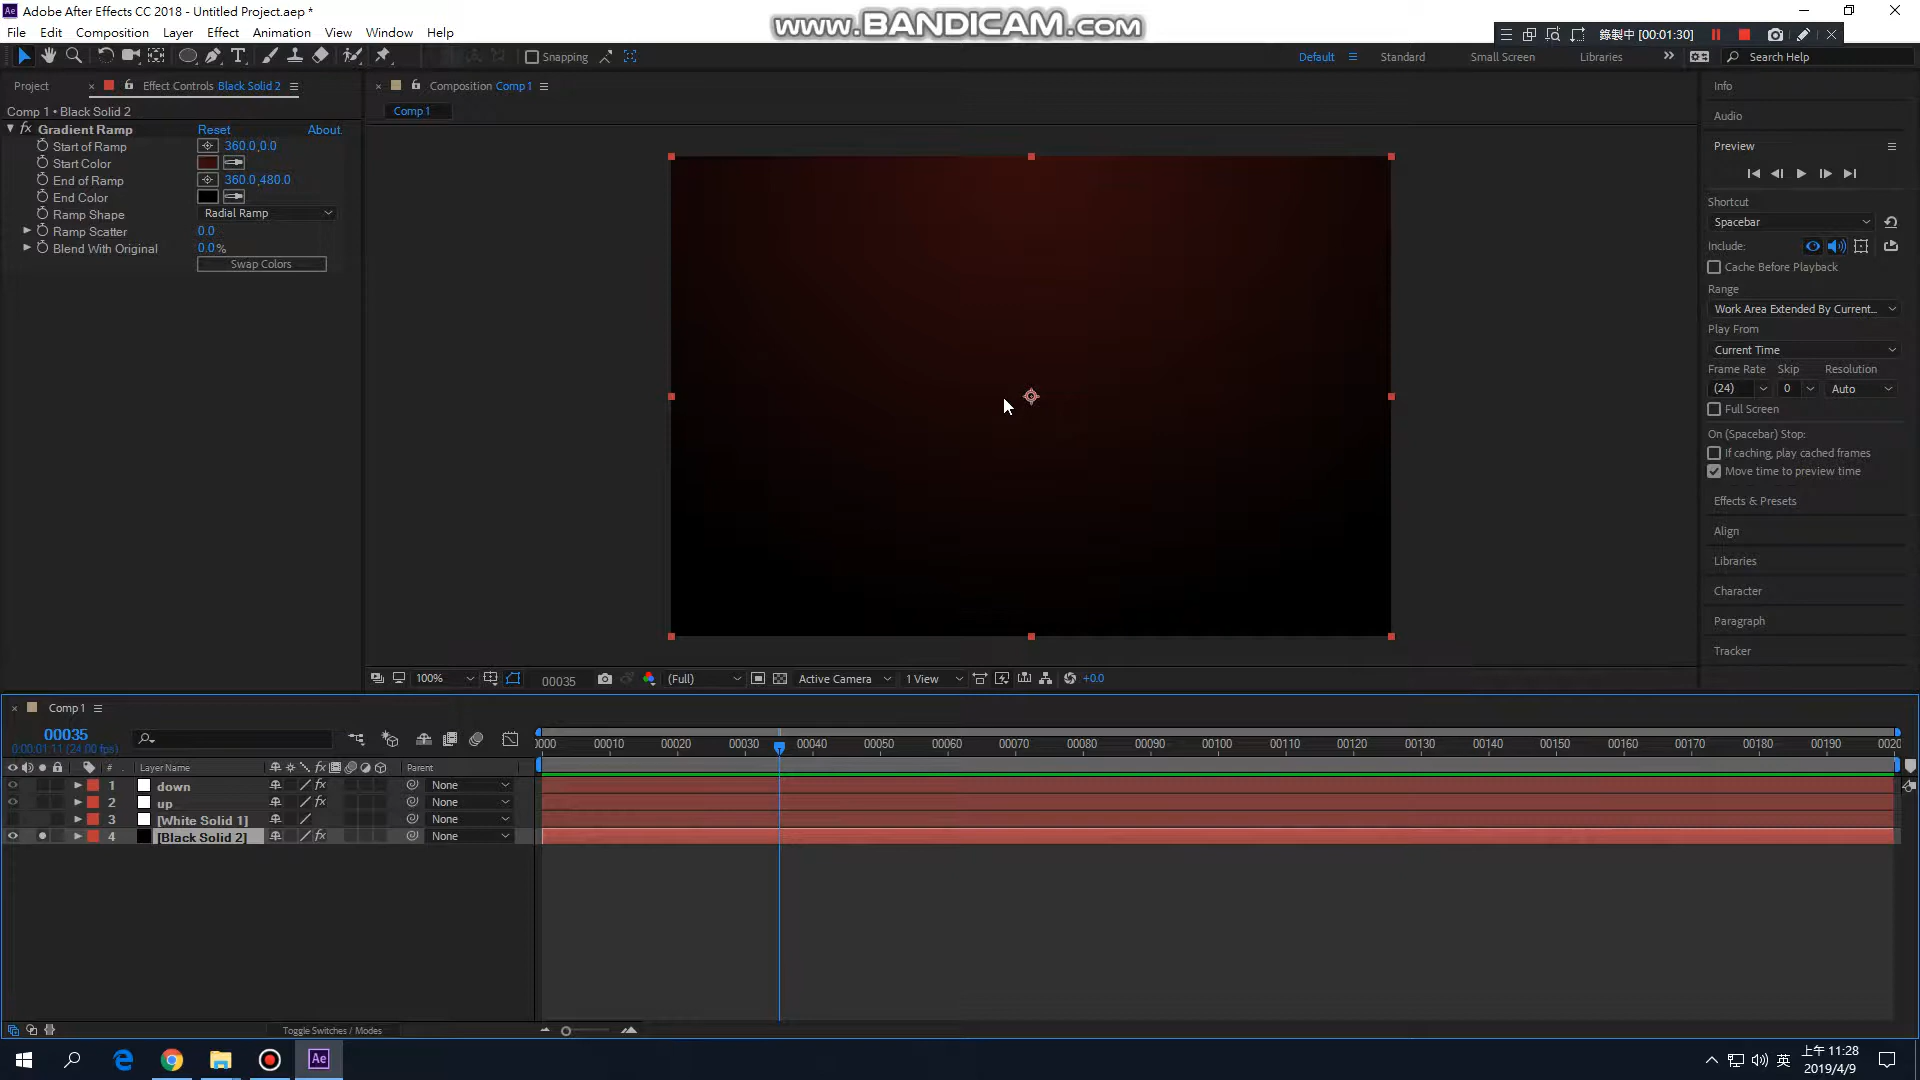 Adobe After Effects CC 2018 - Untitled Project.aep *
www.BANDICAM.com
File Edit Composition Layer Effect Animation View Window Help
錄製中 [00:01:30]
Snapping
Default Standard Small Screen Libraries Search Help
Project Effect Controls Black Solid 2
Composition Comp 1
Comp 1 • Black Solid 2
Comp 1
fx Gradient Ramp Reset About.
Start of Ramp 360.0,0.0
Start Color
End of Ramp 360.0,480.0
End Color
Ramp Shape Radial Ramp
Ramp Scatter 0.0
Blend With Original 0.0%
Swap Colors
Info
Audio
Preview
Shortcut
Spacebar
Include:
Cache Before Playback
Range
Work Area Extended By Current...
Play From
Current Time
Frame Rate Skip Resolution
(24) 0 Auto
Full Screen
On (Spacebar) Stop:
If caching, play cached frames
Move time to preview time
Effects & Presets
Align
Libraries
Character
Paragraph
Tracker
100% 00035 (Full) Active Camera 1 View +0.0
Comp 1
00035
0:00:01:11 (24.00 fps)
0000 00010 00020 00030 00040 00050 00060 00070 00080 00090 00100 00110 00120 00130 00140 00150 00160 00170 00180 00190 0020
# Layer Name fx Parent
1 down fx None
2 up fx None
3 [White Solid 1] None
4 [Black Solid 2] fx None
Toggle Switches / Modes
Ae
英
上午 11:28
2019/4/9